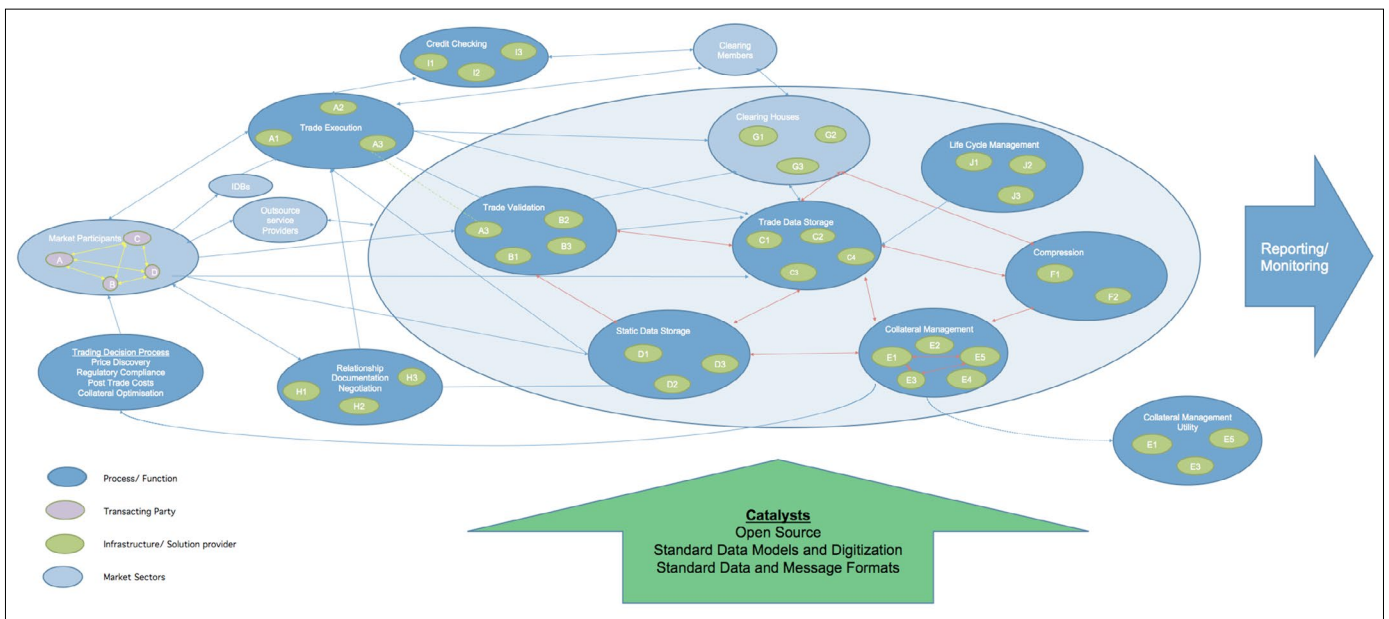 Credit Checking
I1
I2
I3
Clearing
Members
A2
Trade Execution
A1
A3
Clearing Houses
G1
G2
G3
Life Cycle Management
J1
J2
J3
IDBs
Outsource
service
Providers
Trade Validation
A3
B2
B3
B1
Trade Data Storage
C1
C2
C3
C4
Market Participants
C
A
D
B
Compression
F1
F2
Reporting/
Monitoring
Static Data Storage
D1
D3
D2
Collateral Management
E2
E1
E5
E3
E4
Trading Decision Process
Price Discovery
Regulatory Compliance
Post Trade Costs
Collateral Optimisation
Relationship
Documentation
Negotiation
H3
H1
H2
Collateral Management
Utility
E1
E5
E3
Process/ Function
Transacting Party
Infrastructure/ Solution provider
Market Sectors
Catalysts
Open Source
Standard Data Models and Digitization
Standard Data and Message Formats